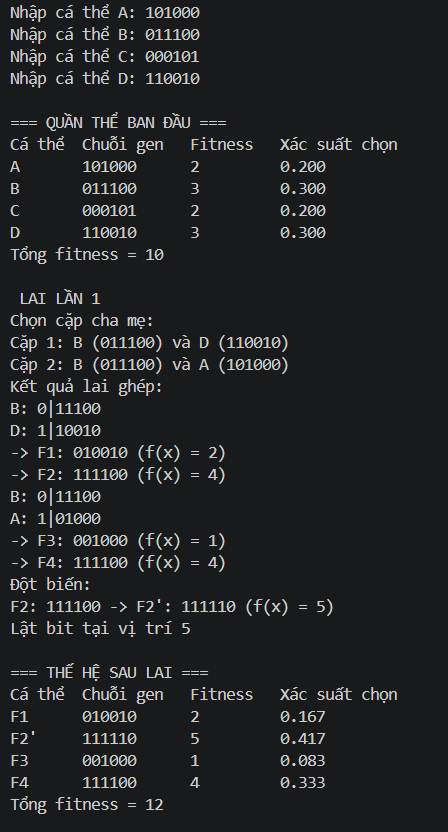 Nhập cá thể A: 101000
Nhập cá thể B: 011100
Nhập cá thể C: 000101
Nhập cá thể D: 110010
=== QUẦN THỂ BAN ĐẦU ===
Cá thể Chuỗi gen Fitness Xác suất chọn
A 101000 2 0.200
B 011100 3 0.300
C 000101 2 0.200
D 110010 3 0.300
Tổng fitness = 10
LAI LẦN 1
Chọn cặp cha mẹ:
Cặp 1: B (011100) và D (110010)
Cặp 2: B (011100) và A (101000)
Kết quả lai ghép:
B: 0|11100
D: 1|10010
-> F1: 010010 (f(x) = 2)
-> F2: 111100 (f(x) = 4)
B: 0|11100
A: 1|01000
-> F3: 001000 (f(x) = 1)
-> F4: 111100 (f(x) = 4)
Đột biến:
F2: 111100 -> F2': 111110 (f(x) = 5)
Lật bit tại vị trí 5
=== THẾ HỆ SAU LAI ===
Cá thể Chuỗi gen Fitness Xác suất chọn
F1 010010 2 0.167
F2' 111110 5 0.417
F3 001000 1 0.083
F4 111100 4 0.333
Tổng fitness = 12